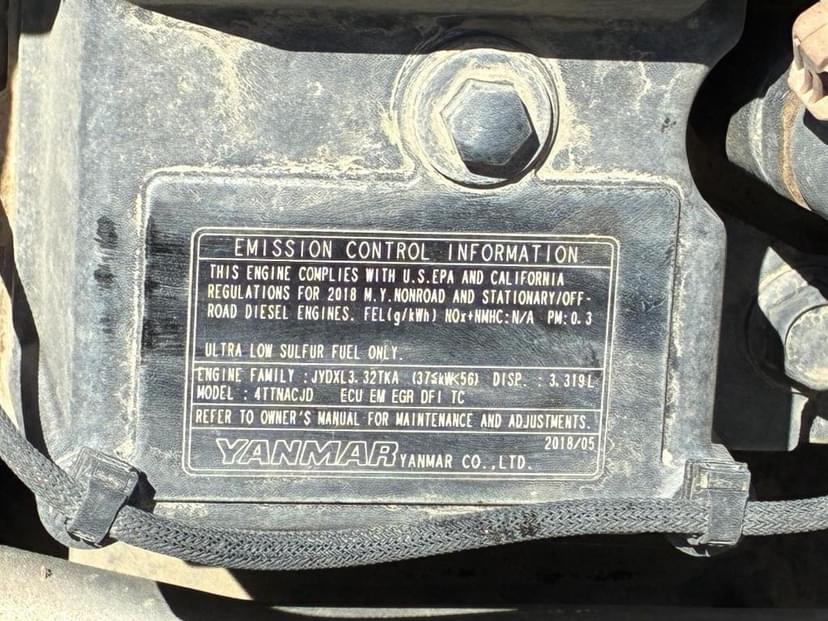 EMISSION CONTROL INFORMATION
THIS ENGINE COMPLIES WITH U.S.EPA AND CALIFORNIA
REGULATIONS FOR 2018 M.Y.NONROAD AND STATIONARY/OFF-
ROAD DIESEL ENGINES. FEL(g/kWh) NOx+NMHC:N/A PM:0.3
ULTRA LOW SULFUR FUEL ONLY.
ENGINE FAMILY :JYDXL3.32TKA (37≤kW<56) DISP. :3.319L
MODEL :4TTNACJD ECU EM EGR DFI TC
REFER TO OWNER'S MANUAL FOR MAINTENANCE AND ADJUSTMENTS.
2018/05
YANMAR YANMAR CO.,LTD.